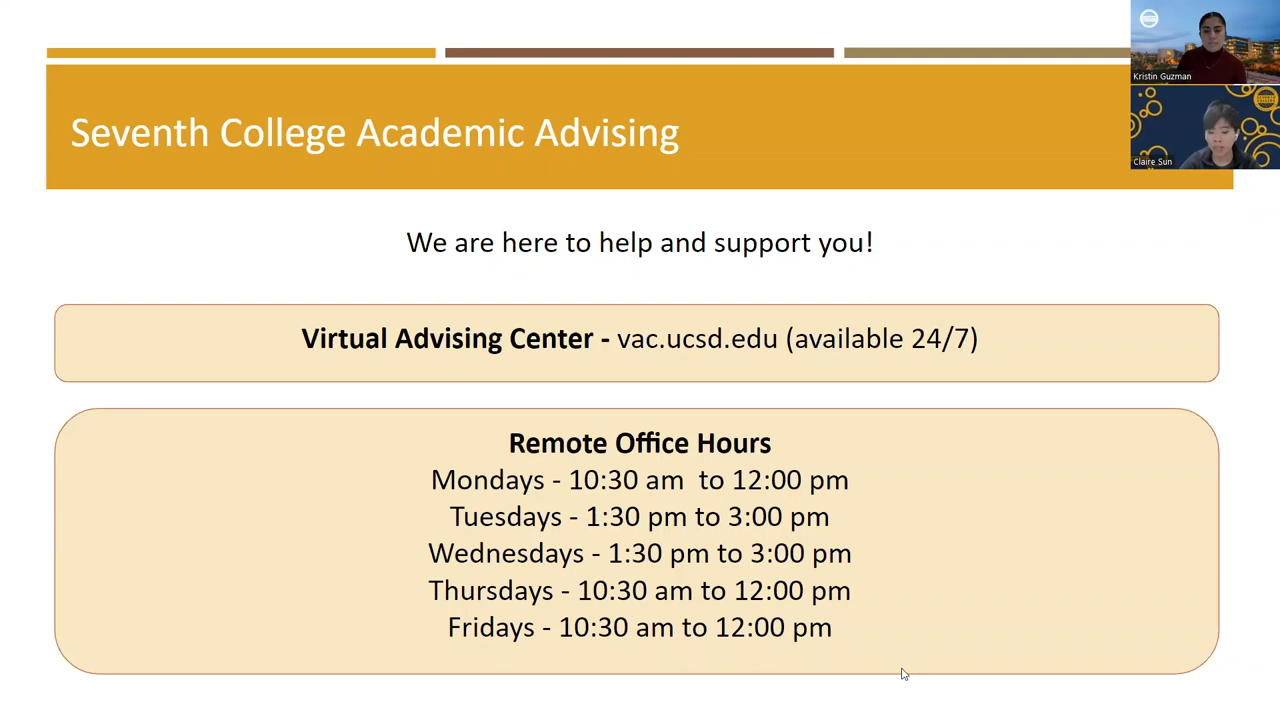 Seventh College Academic Advising
Kristin Guzman
Claire Sun
We are here to help and support you!
Virtual Advising Center - vac.ucsd.edu (available 24/7)
Remote Office Hours
Mondays - 10:30 am to 12:00 pm
Tuesdays - 1:30 pm to 3:00 pm
Wednesdays - 1:30 pm to 3:00 pm
Thursdays - 10:30 am to 12:00 pm
Fridays - 10:30 am to 12:00 pm